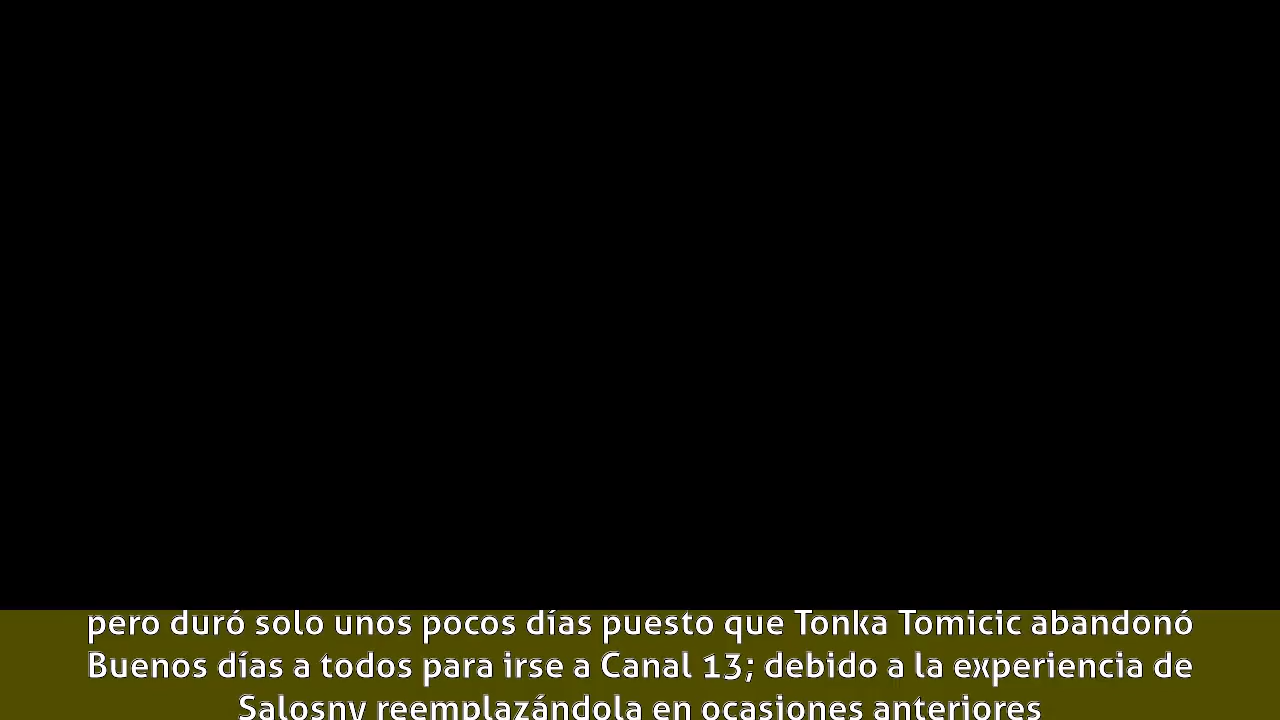 pero duró solo unos pocos días puesto que Tonka Tomicic abandonó
Buenos días a todos para irse a Canal 13; debido a la experiencia de
Salosny reemplazándola en ocasiones anteriores